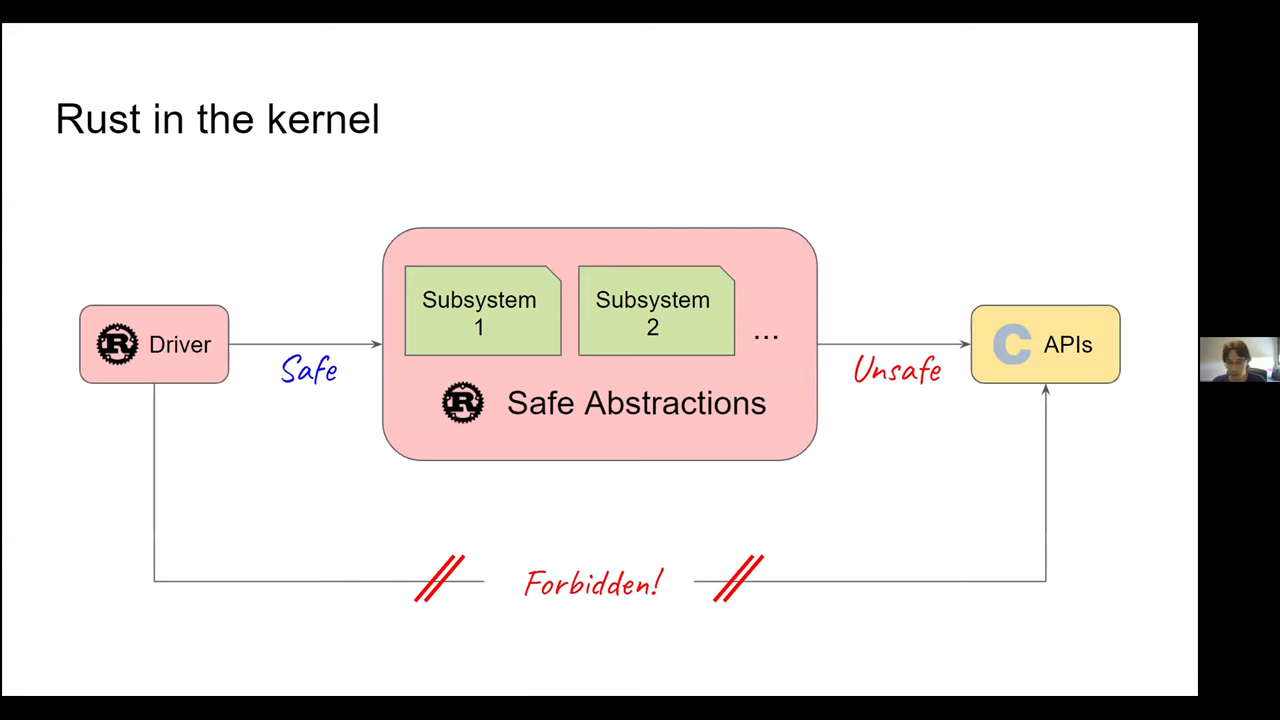 Rust in the kernel
Subsystem
1
Subsystem
2
...
R Driver
Safe
R Safe Abstractions
Unsafe
C APIs
Forbidden!